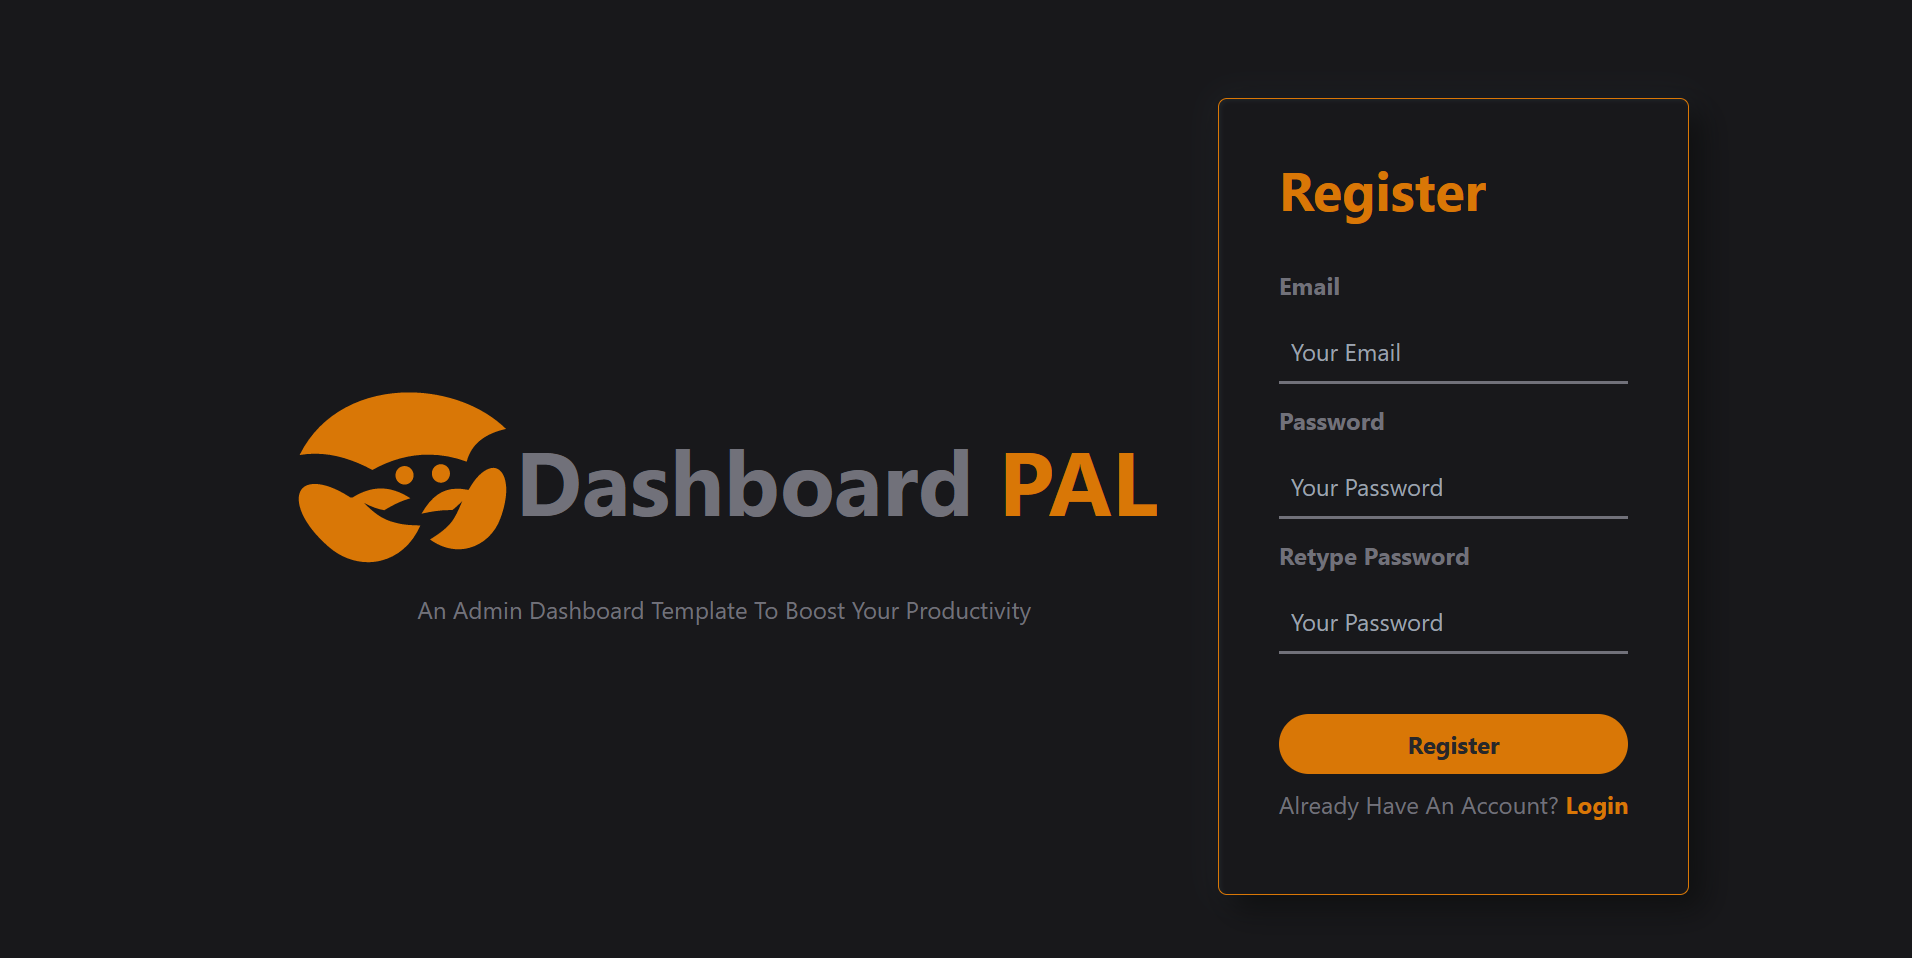 Dashboard PAL
An Admin Dashboard Template To Boost Your Productivity
Register
Email
Your Email
Password
Your Password
Retype Password
Your Password
Register
Already Have An Account? Login